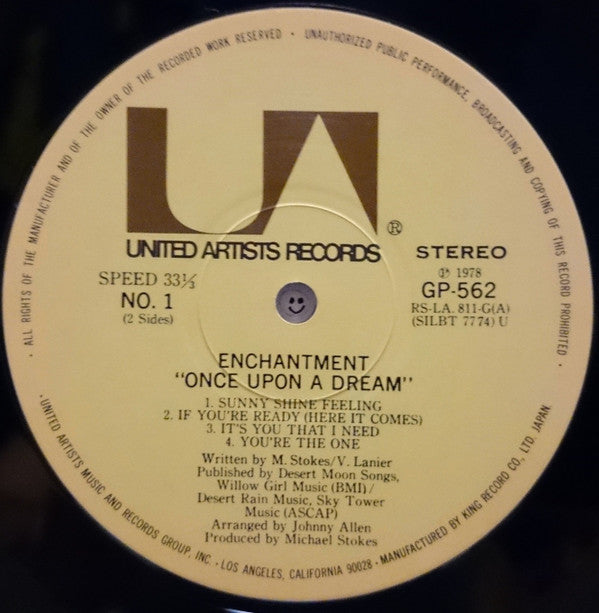 · ALL RIGHTS OF THE MANUFACTURER AND OF THE OWNER OF THE RECORDED WORK RESERVED · UNAUTHORIZED PUBLIC PERFORMANCE, BROADCASTING AND COPYING OF THIS RECORD PROHIBITED ·
UA
®
UNITED ARTISTS RECORDS
STEREO
SPEED 33⅓
℗ 1978
NO. 1
GP-562
(2 Sides)
RS-LA. 811-G(A)
(SILBT 7774) U
ENCHANTMENT
"ONCE UPON A DREAM"
1. SUNNY SHINE FEELING
2. IF YOU'RE READY (HERE IT COMES)
3. IT'S YOU THAT I NEED
4. YOU'RE THE ONE
Written by M. Stokes/V. Lanier
Published by Desert Moon Songs,
Willow Girl Music (BMI) /
Desert Rain Music, Sky Tower
Music (ASCAP)
Arranged by Johnny Allen
Produced by Michael Stokes
· UNITED ARTISTS MUSIC AND RECORDS GROUP, INC. · LOS ANGELES, CALIFORNIA 90028 · MANUFACTURED BY KING RECORD CO., LTD. JAPAN.